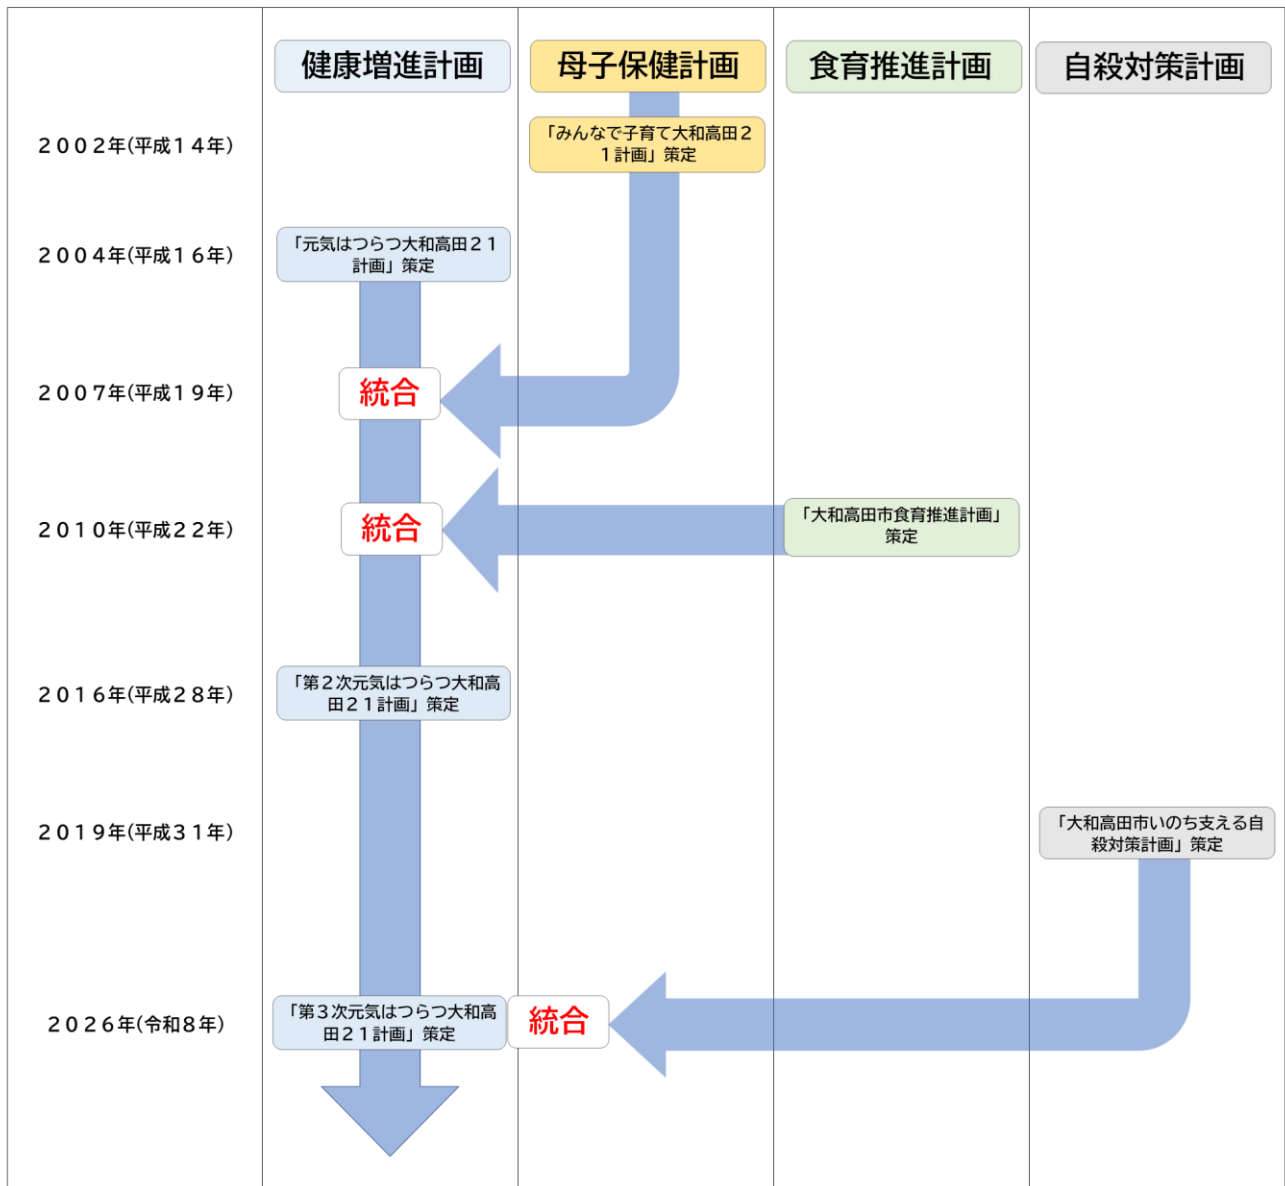 健康増進計画
母子保健計画
食育推進計画
自殺対策計画
２００２年(平成１４年)
「みんなで子育て大和高田２
１計画」策定
２００４年(平成１６年)
「元気はつらつ大和高田２１
計画」策定
２００７年(平成１９年)
統合
２０１０年(平成２２年)
統合
「大和高田市食育推進計画」
策定
２０１６年(平成２８年)
「第２次元気はつらつ大和高
田２１計画」策定
２０１９年(平成３１年)
「大和高田市いのち支える自
殺対策計画」策定
２０２６年(令和８年)
「第３次元気はつらつ大和高
田２１計画」策定
統合